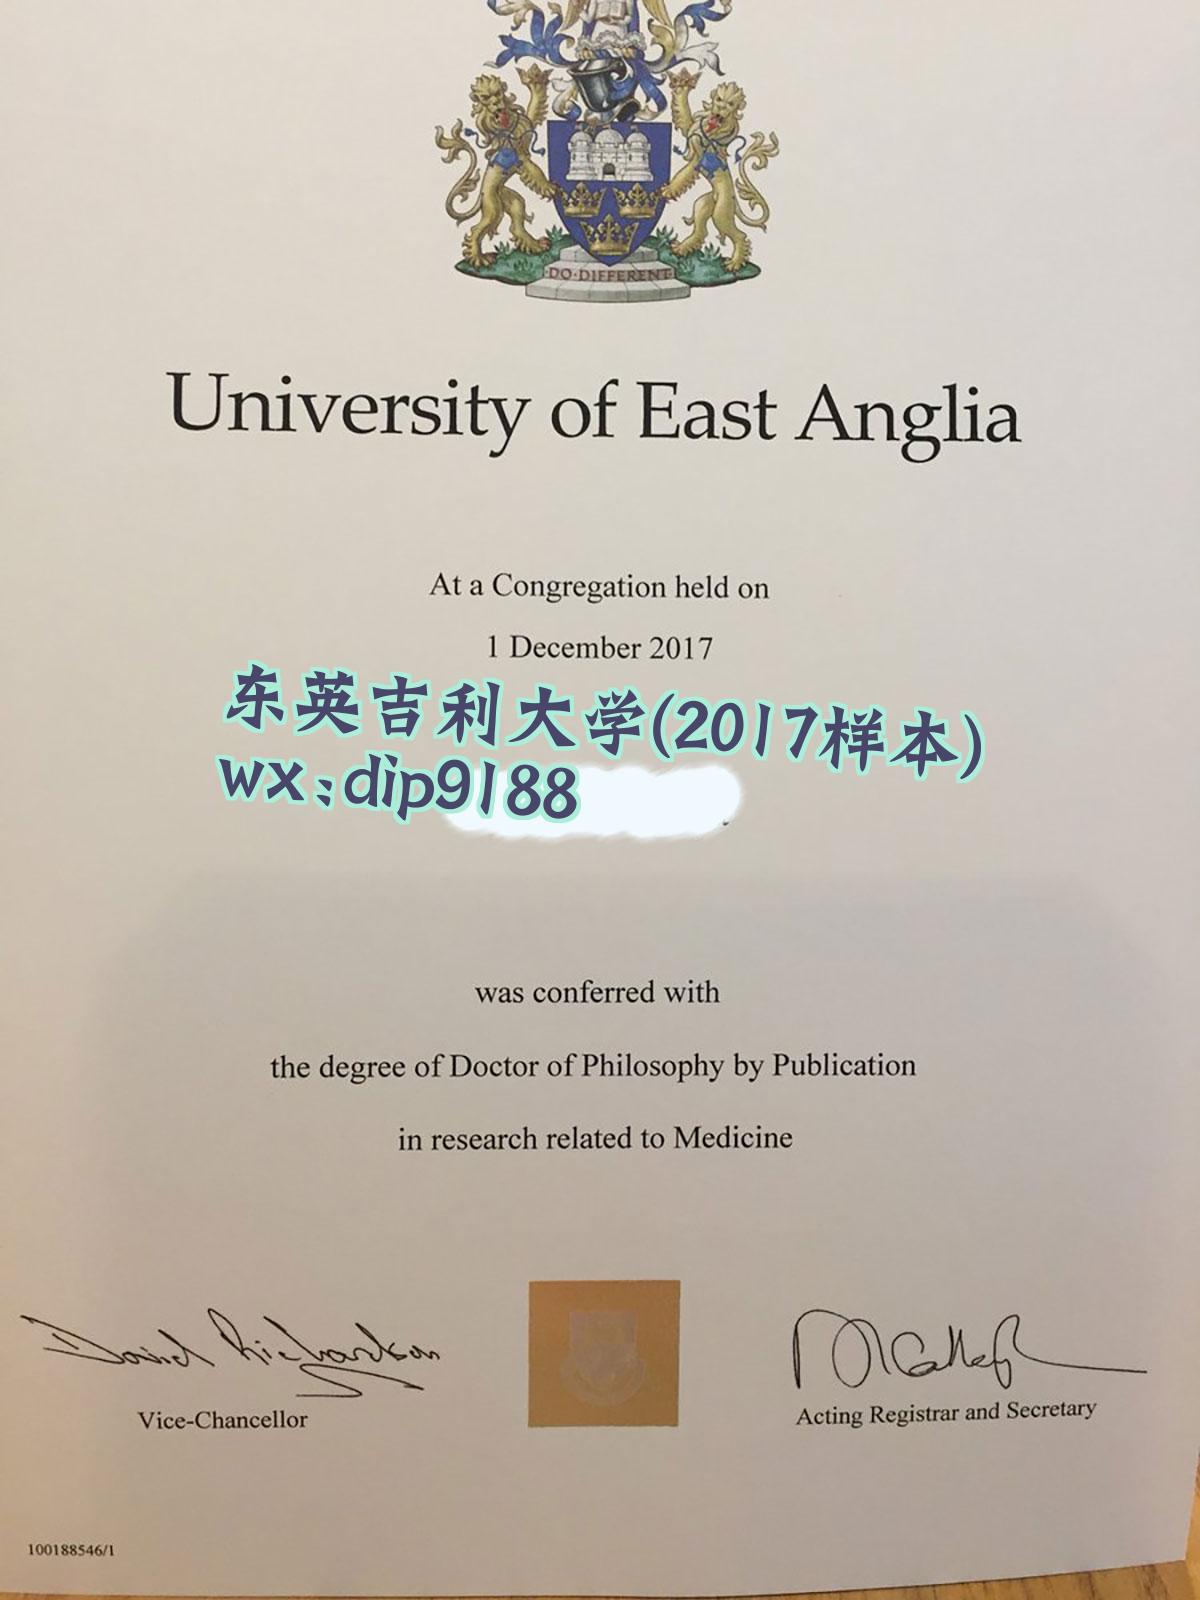 DO·DIFFERENT
University of East Anglia
At a Congregation held on
1 December 2017
东英吉利大学(2017样本)
wx:dip9188
was conferred with
the degree of Doctor of Philosophy by Publication
in research related to Medicine
David Richardson
Vice-Chancellor
Acting Registrar and Secretary
100188546/1